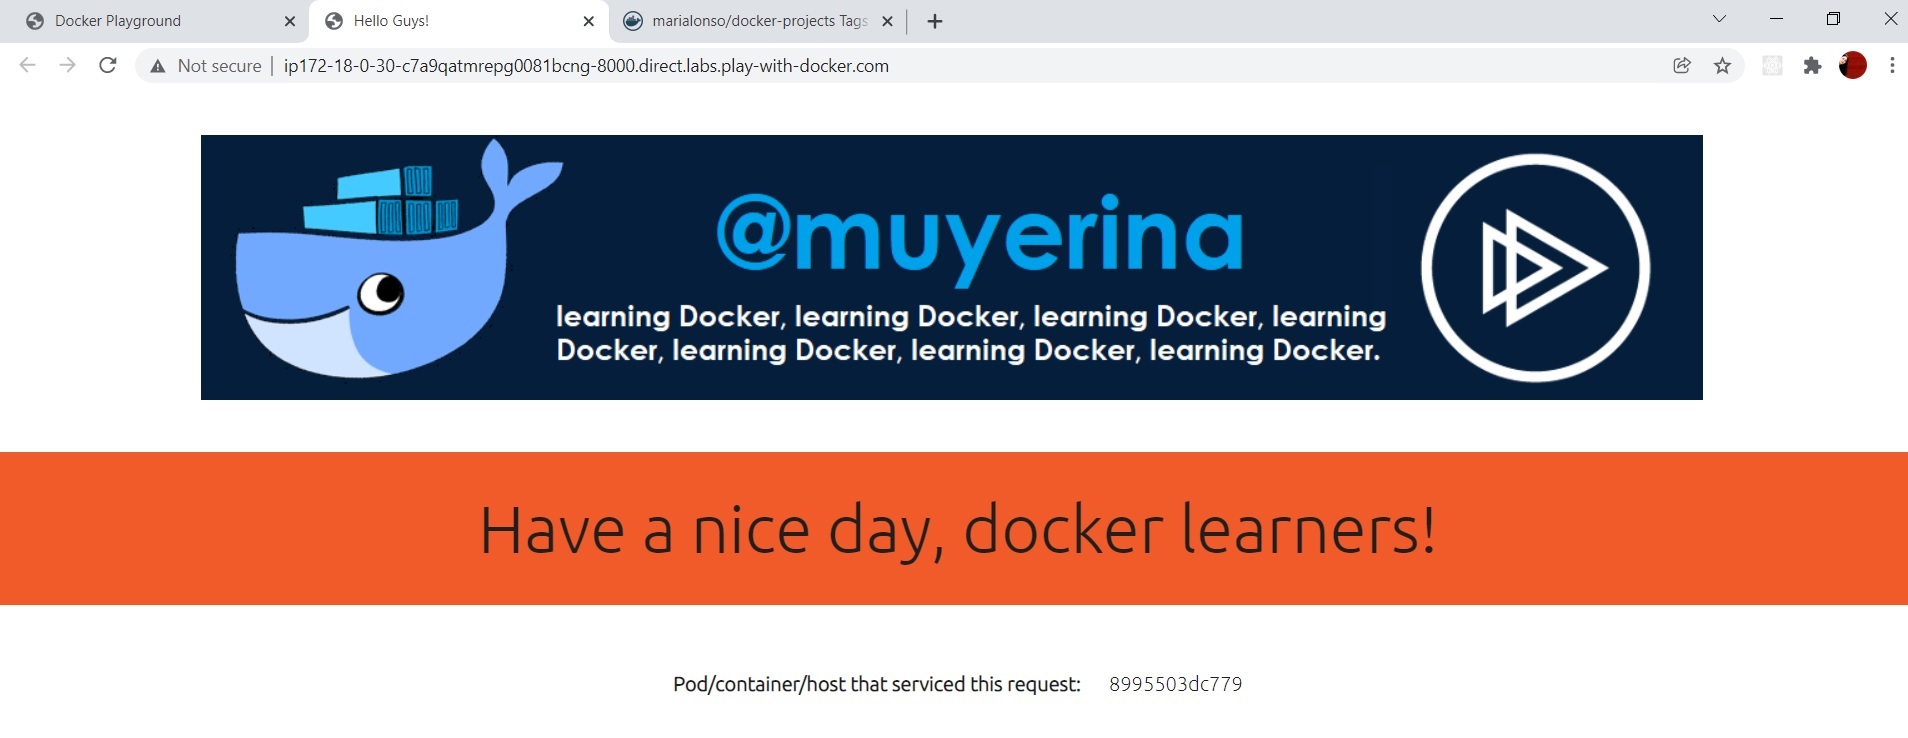 Docker Playground
Hello Guys!
marialonso/docker-projects Tags
Not secure
ip172-18-0-30-c7a9qatmrepg0081bcng-8000.direct.labs.play-with-docker.com
@muyerina
learning Docker, learning Docker, learning Docker, learning
Docker, learning Docker, learning Docker, learning Docker.
Have a nice day, docker learners!
Pod/container/host that serviced this request: 8995503dc779